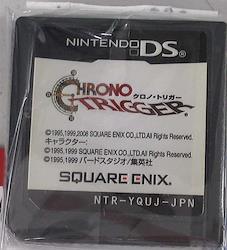 NINTENDO DS
CHRONO
クロノ・トリガー
TRIGGER
©1995,1999,2008 SQUARE ENIX CO.,LTD.All Rights Reserved.
キャラクター:
©1995,1999 SQUARE ENIX CO.,LTD.All Rights Reserved.
©1995,1999 バードスタジオ/集英社
SQUARE ENIX.
NTR-YQUJ-JPN